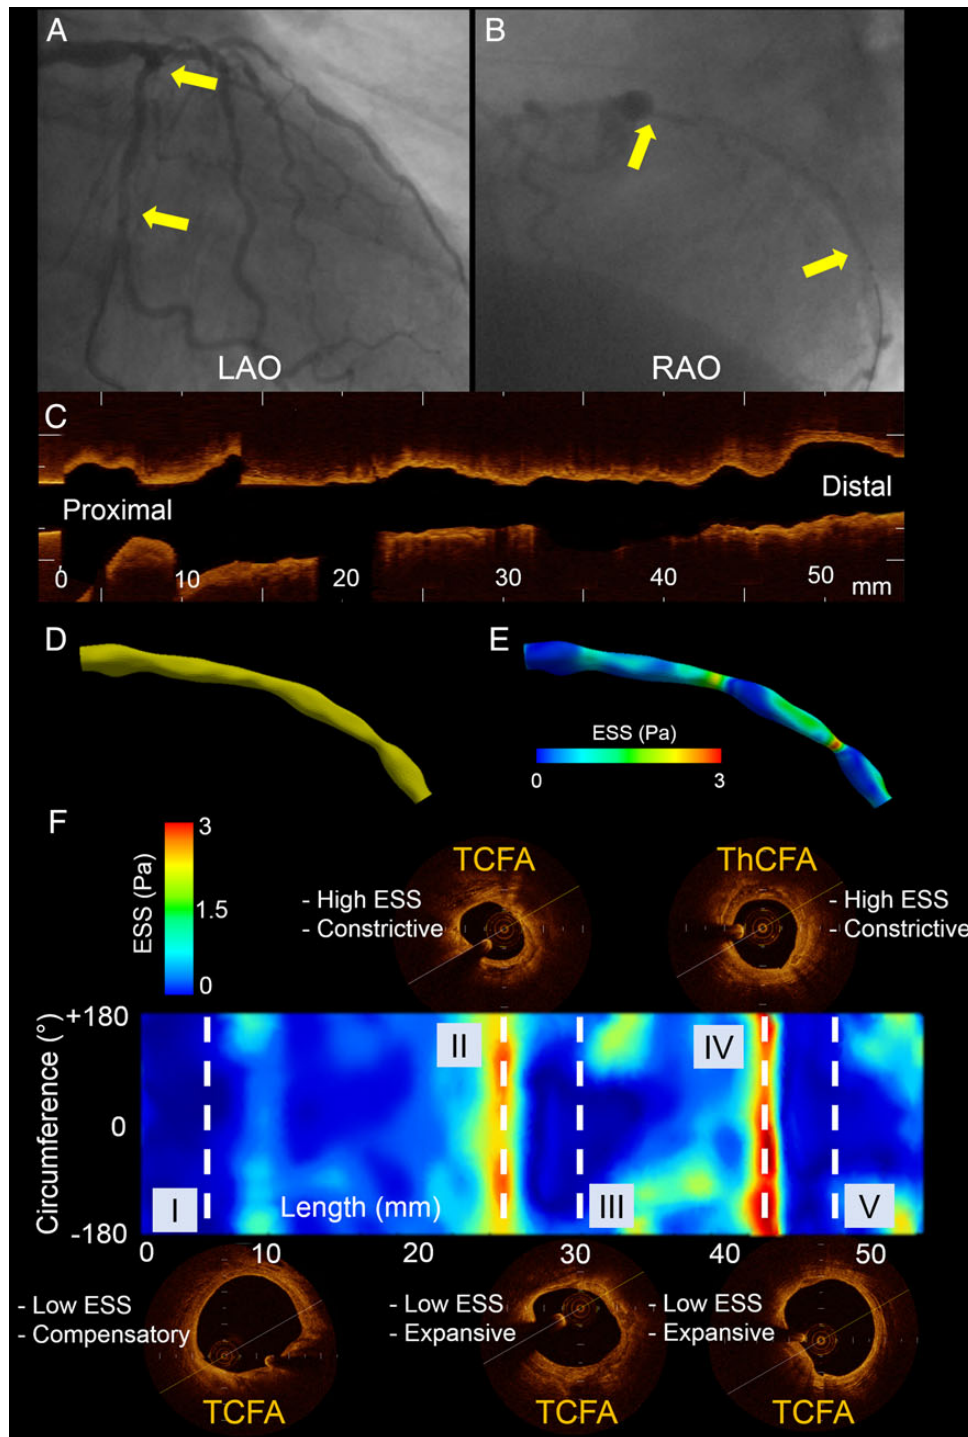 A
B
LAO
RAO
C
Proximal
Distal
0
10
20
30
40
50
mm
D
E
ESS (Pa)
0
3
F
ESS (Pa)
3
1.5
0
TCFA
- High ESS
- Constrictive
ThCFA
- High ESS
- Constrictive
Circumference (°)
+180
0
-180
I
II
III
IV
V
Length (mm)
0
10
20
30
40
50
- Low ESS
- Compensatory
TCFA
- Low ESS
- Expansive
TCFA
- Low ESS
- Expansive
TCFA